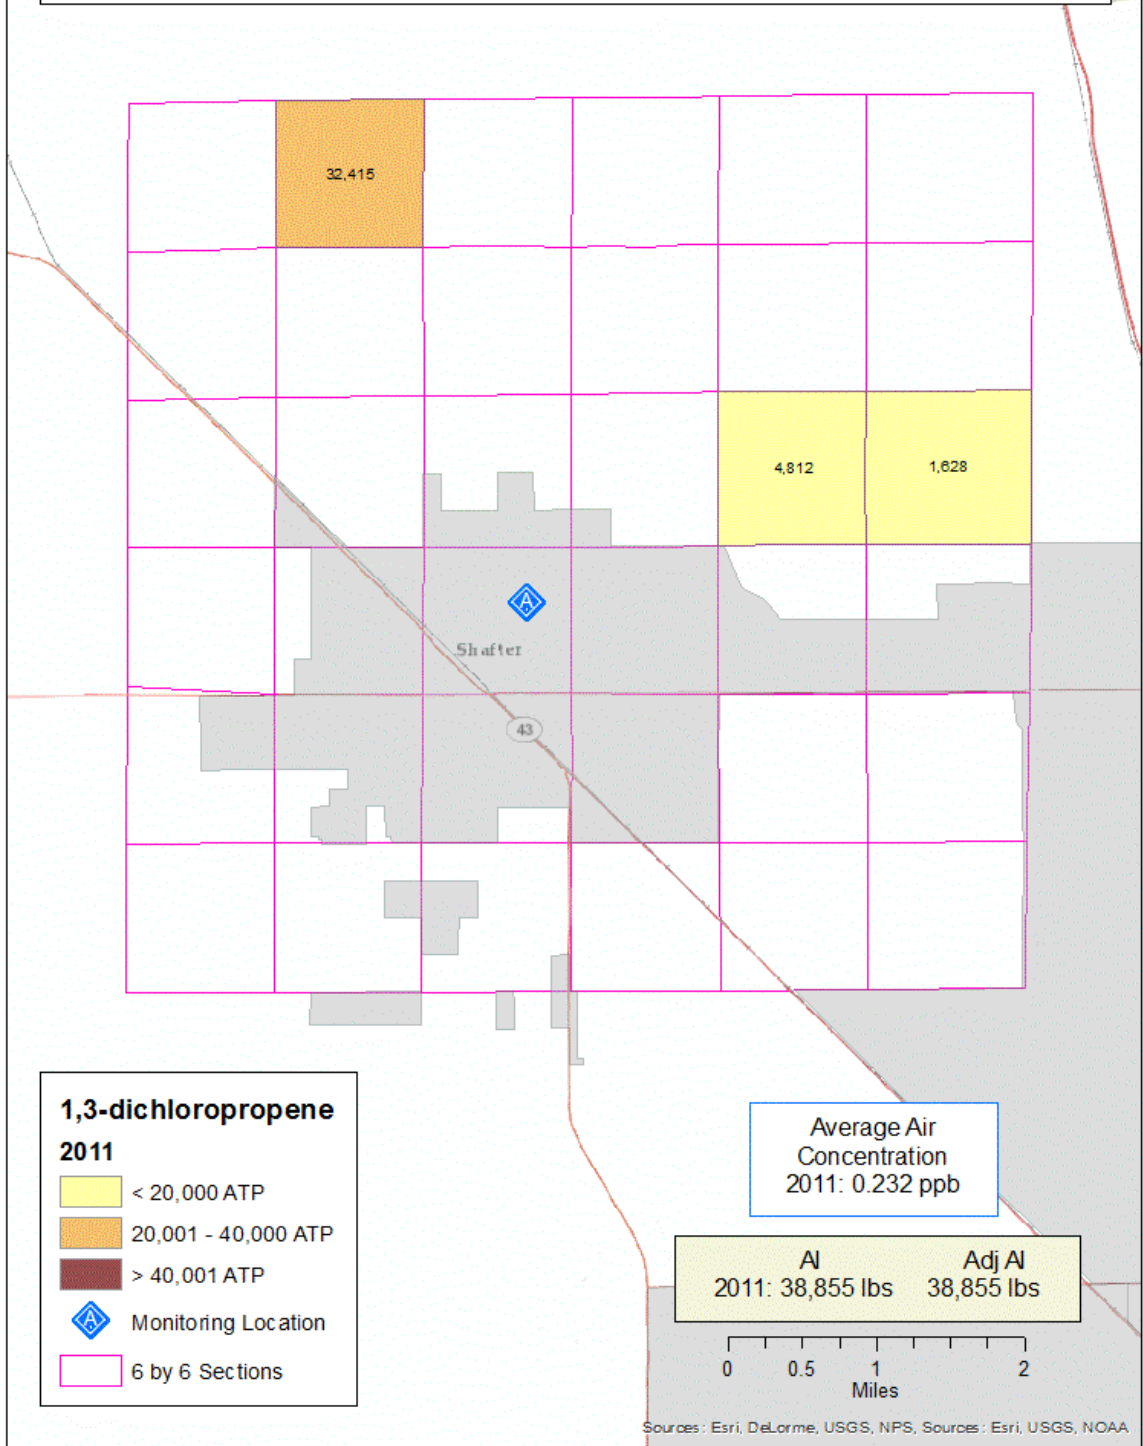 32,415
4,812
1,628
A
Shafter
43
1,3-dichloropropene
2011
< 20,000 ATP
20,001 - 40,000 ATP
> 40,001 ATP
A
Monitoring Location
6 by 6 Sections
Average Air
Concentration
2011: 0.232 ppb
AI Adj AI
2011: 38,855 lbs 38,855 lbs
0 0.5 1 2
Miles
Sources: Esri, DeLorme, USGS, NPS, Sources: Esri, USGS, NOAA